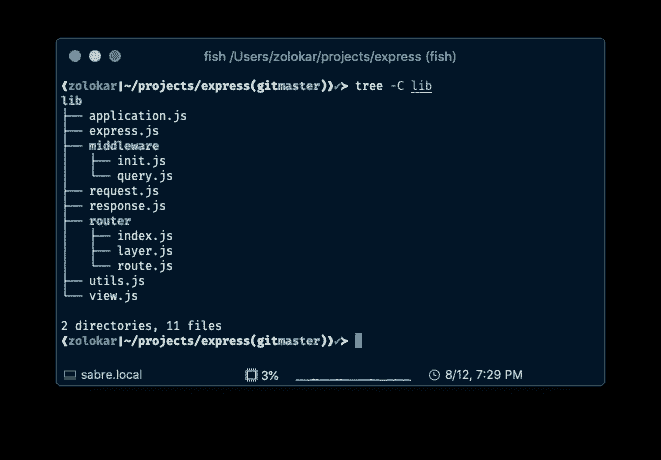 fish /Users/zolokar/projects/express (fish)
⟪zolokar|~/projects/express(gitmaster)⟫✓> tree -C lib
lib
├── application.js
├── express.js
├── middleware
│   ├── init.js
│   └── query.js
├── request.js
├── response.js
├── router
│   ├── index.js
│   ├── layer.js
│   └── route.js
├── utils.js
└── view.js
2 directories, 11 files
⟪zolokar|~/projects/express(gitmaster)⟫✓>
sabre.local 3% 8/12, 7:29 PM